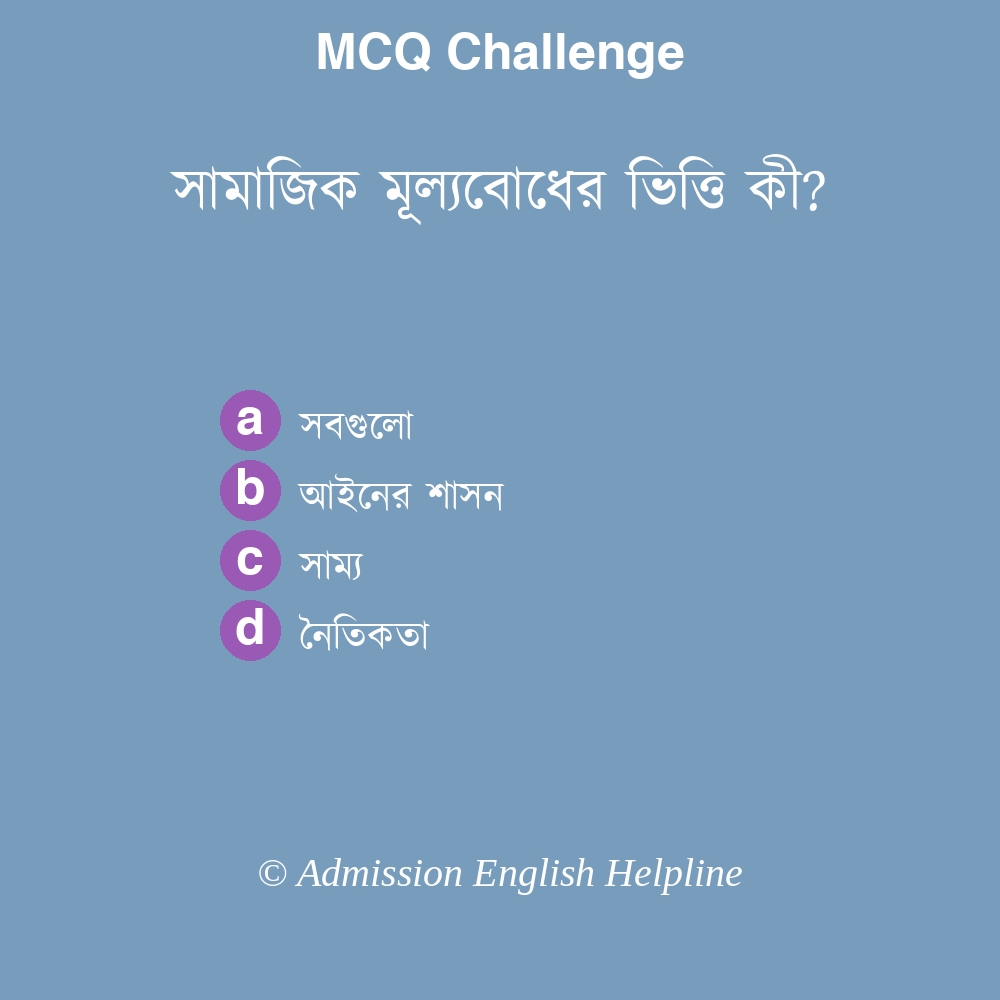 MCQ Challenge
সামাজিক মূল্যবোধের ভিত্তি কী?
a সবগুলো
b আইনের শাসন
c সাম্য
d নৈতিকতা
© Admission English Helpline